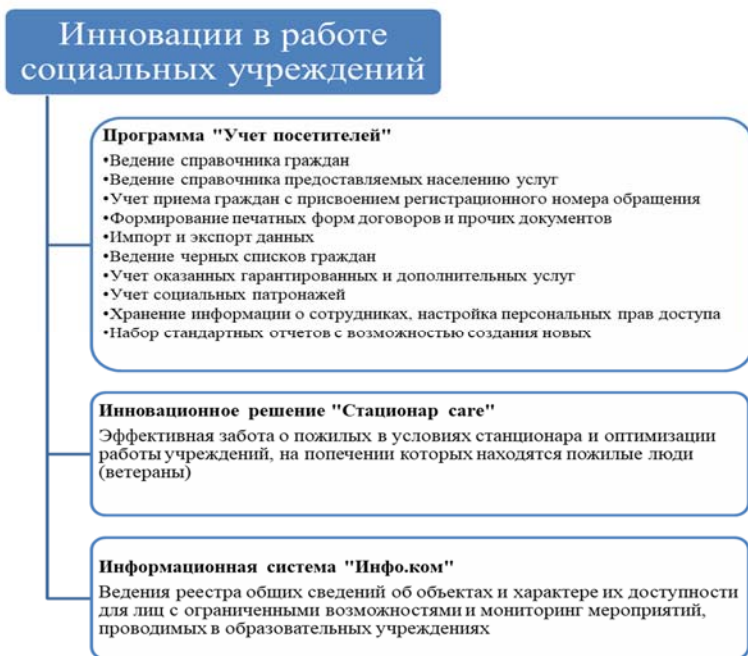 Инновации в работе
социальных учреждений
Программа "Учет посетителей"
•Ведение справочника граждан
•Ведение справочника предоставляемых населению услуг
•Учет приема граждан с присвоением регистрационного номера обращения
•Формирование печатных форм договоров и прочих документов
•Импорт и экспорт данных
•Ведение черных списков граждан
•Учет оказанных гарантированных и дополнительных услуг
•Учет социальных патронажей
•Хранение информации о сотрудниках, настройка персональных прав доступа
•Набор стандартных отчетов с возможностью создания новых
Инновационное решение "Стационар care"
Эффективная забота о пожилых в условиях станционара и оптимизации
работы учреждений, на попечении которых находятся пожилые люди
(ветераны)
Информационная система "Инфо.ком"
Ведения реестра общих сведений об объектах и характере их доступности
для лиц с ограниченными возможностями и мониторинг мероприятий,
проводимых в образовательных учреждениях